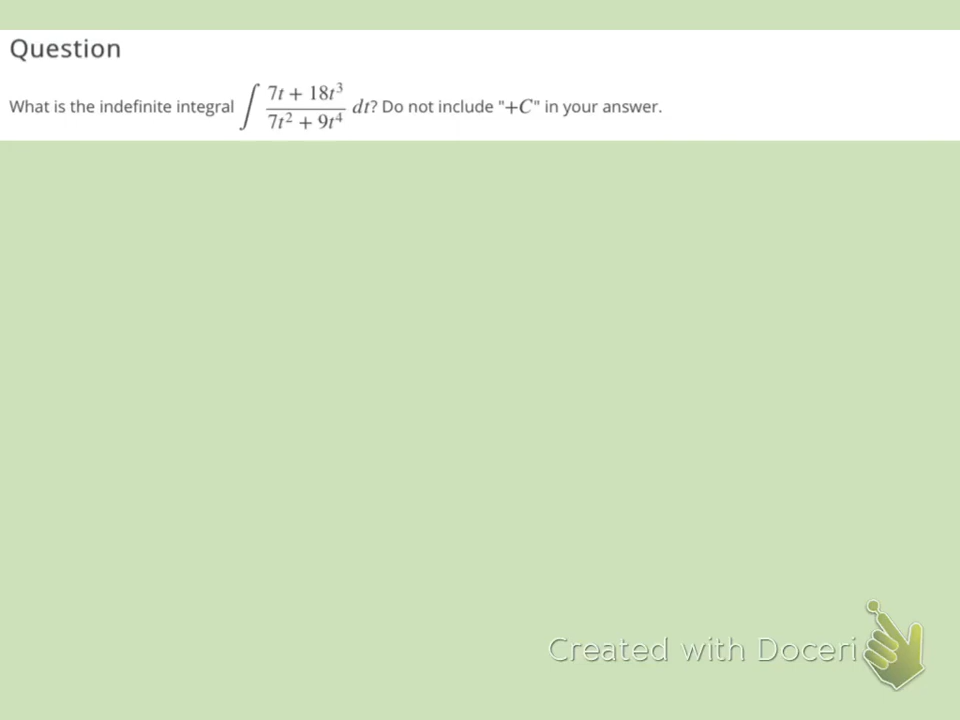 Question
What is the indefinite integral ∫ (7t + 18t³)/(7t² + 9t⁴) dt? Do not include "+C" in your answer.
Created with Doceri